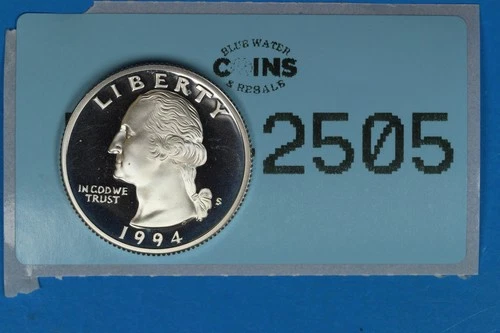 BLUE WATER
COINS
& RESALE
2505
LIBERTY
IN GOD WE
TRUST
S
1994